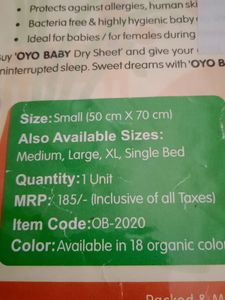 • Protects against allergies, human ski
• Bacteria free & highly hygienic baby
• Ideal for babies / for females during
uy 'OYO BABY Dry Sheet' and give your
ninterrupted sleep. Sweet dreams with 'OYO B
Size: Small (50 cm X 70 cm)
Also Available Sizes:
Medium, Large, XL, Single Bed
Quantity: 1 Unit
MRP: 185/- (Inclusive of all Taxes)
Item Code: OB-2020
Color: Available in 18 organic color
Packed & M